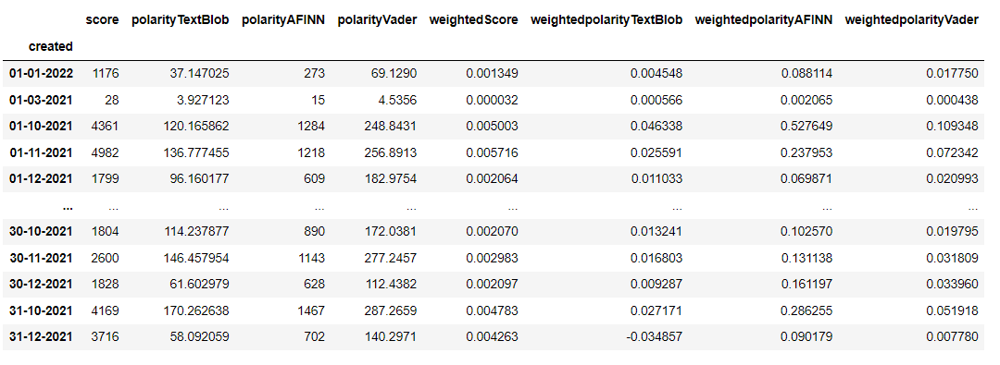 score polarityTextBlob polarityAFINN polarityVader weightedScore weightedpolarityTextBlob weightedpolarityAFINN weightedpolarityVader
created
01-01-2022 1176 37.147025 273 69.1290 0.001349 0.004548 0.088114 0.017750
01-03-2021 28 3.927123 15 4.5356 0.000032 0.000566 0.002065 0.000438
01-10-2021 4361 120.165862 1284 248.8431 0.005003 0.046338 0.527649 0.109348
01-11-2021 4982 136.777455 1218 256.8913 0.005716 0.025591 0.237953 0.072342
01-12-2021 1799 96.160177 609 182.9754 0.002064 0.011033 0.069871 0.020993
... ... ... ... ... ... ... ... ...
30-10-2021 1804 114.237877 890 172.0381 0.002070 0.013241 0.102570 0.019795
30-11-2021 2600 146.457954 1143 277.2457 0.002983 0.016803 0.131138 0.031809
30-12-2021 1828 61.602979 628 112.4382 0.002097 0.009287 0.161197 0.033960
31-10-2021 4169 170.262638 1467 287.2659 0.004783 0.027171 0.286255 0.051918
31-12-2021 3716 58.092059 702 140.2971 0.004263 -0.034857 0.090179 0.007780